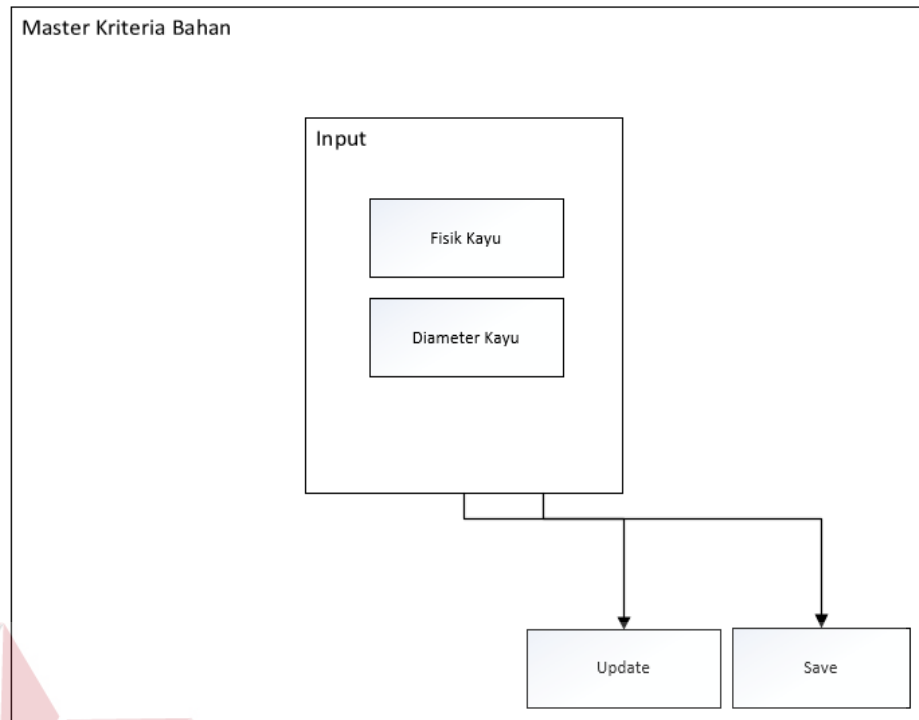 Master Kriteria Bahan
Input
Fisik Kayu
Diameter Kayu
Update
Save